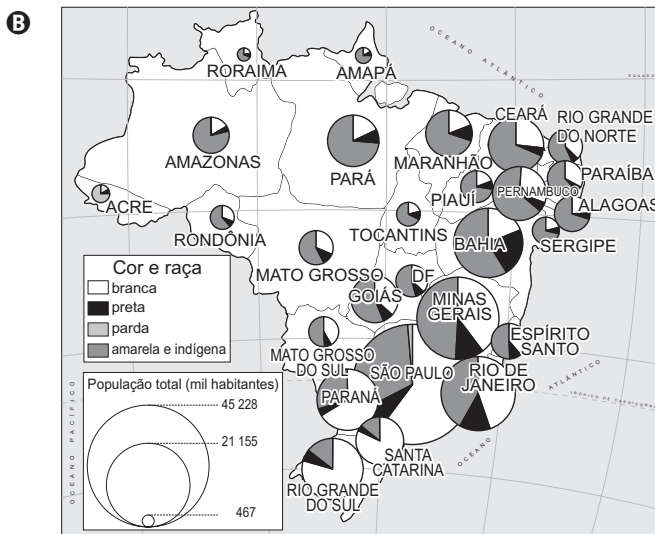 B
OCEANO ATLÂNTICO
EQUADOR
RORAIMA
AMAPÁ
CEARÁ
RIO GRANDE
DO NORTE
AMAZONAS
PARÁ
MARANHÃO
PARAÍBA
PIAUÍ
PERNAMBUCO
ALAGOAS
ACRE
RONDÔNIA
TOCANTINS
BAHIA
SERGIPE
MATO GROSSO
DF
GOIÁS
MINAS
GERAIS
ESPÍRITO
SANTO
MATO GROSSO
DO SUL
SÃO PAULO
RIO DE
JANEIRO
PARANÁ
SANTA
CATARINA
RIO GRANDE
DO SUL
OCEANO
ATLÂNTICO
TRÓPICO DE CAPRICÓRNIO
OCEANO PACÍFICO
Cor e raça
branca
preta
parda
amarela e indígena
População total (mil habitantes)
45 228
21 155
467